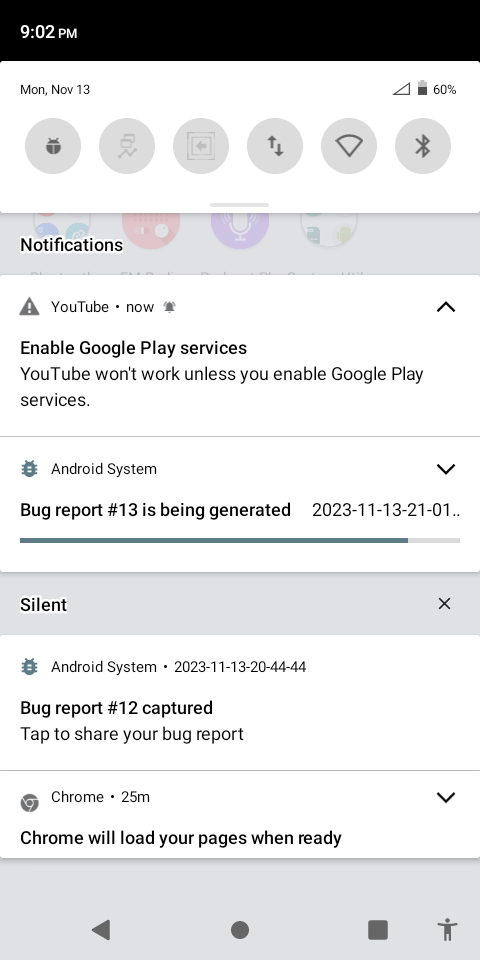 9:02 PM
Mon, Nov 13
60%
Notifications
YouTube • now
Enable Google Play services
YouTube won't work unless you enable Google Play
services.
Android System
Bug report #13 is being generated 2023-11-13-21-01..
Silent
Android System • 2023-11-13-20-44-44
Bug report #12 captured
Tap to share your bug report
Chrome • 25m
Chrome will load your pages when ready